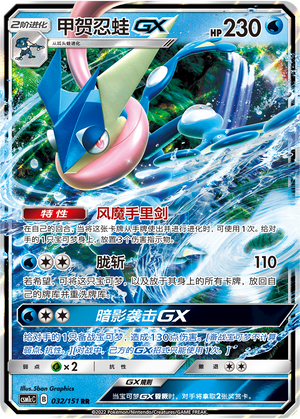 2阶进化
甲贺忍蛙GX
HP230
从呱头蛙进化
特性 风魔手里剑
在自己的回合,当将这张卡牌从手牌使出并进行进化时,可使用1次。给对
手的1只宝可梦身上,放置3个伤害指示物。
胧斩 110
若希望,可将这只宝可梦,以及放于其身上的所有卡牌,放回自
己的牌库并重洗牌库。
暗影袭击GX
给对手的1只备战宝可梦,造成130点伤害。[备战宝可梦不计算
弱点、抗性。][对战中,己方的GX招式只能使用1次。]
弱点 ×2 抗性 撤退
Illus.5ban Graphics
GX规则
csm1cC B 032/151 RR
当宝可梦GX昏厥时,对手将拿取2张奖赏卡。
©2022 Pokémon/Nintendo/Creatures/GAME FREAK.